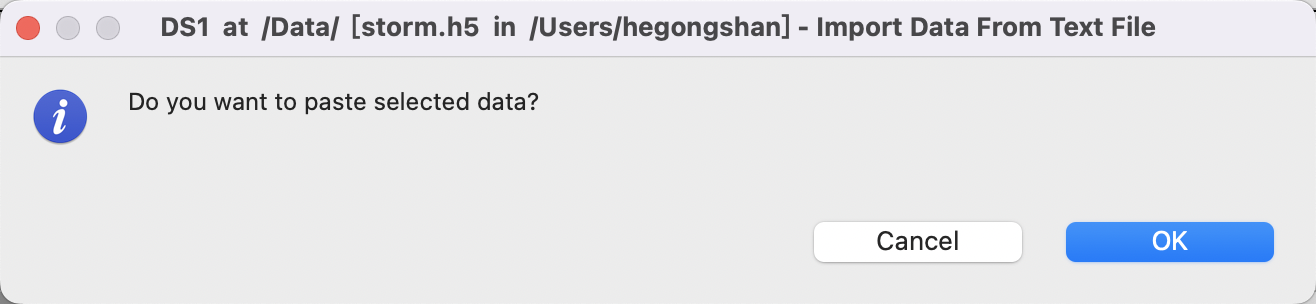 DS1 at /Data/ [storm.h5 in /Users/hegongshan] - Import Data From Text File
Do you want to paste selected data?
Cancel
OK